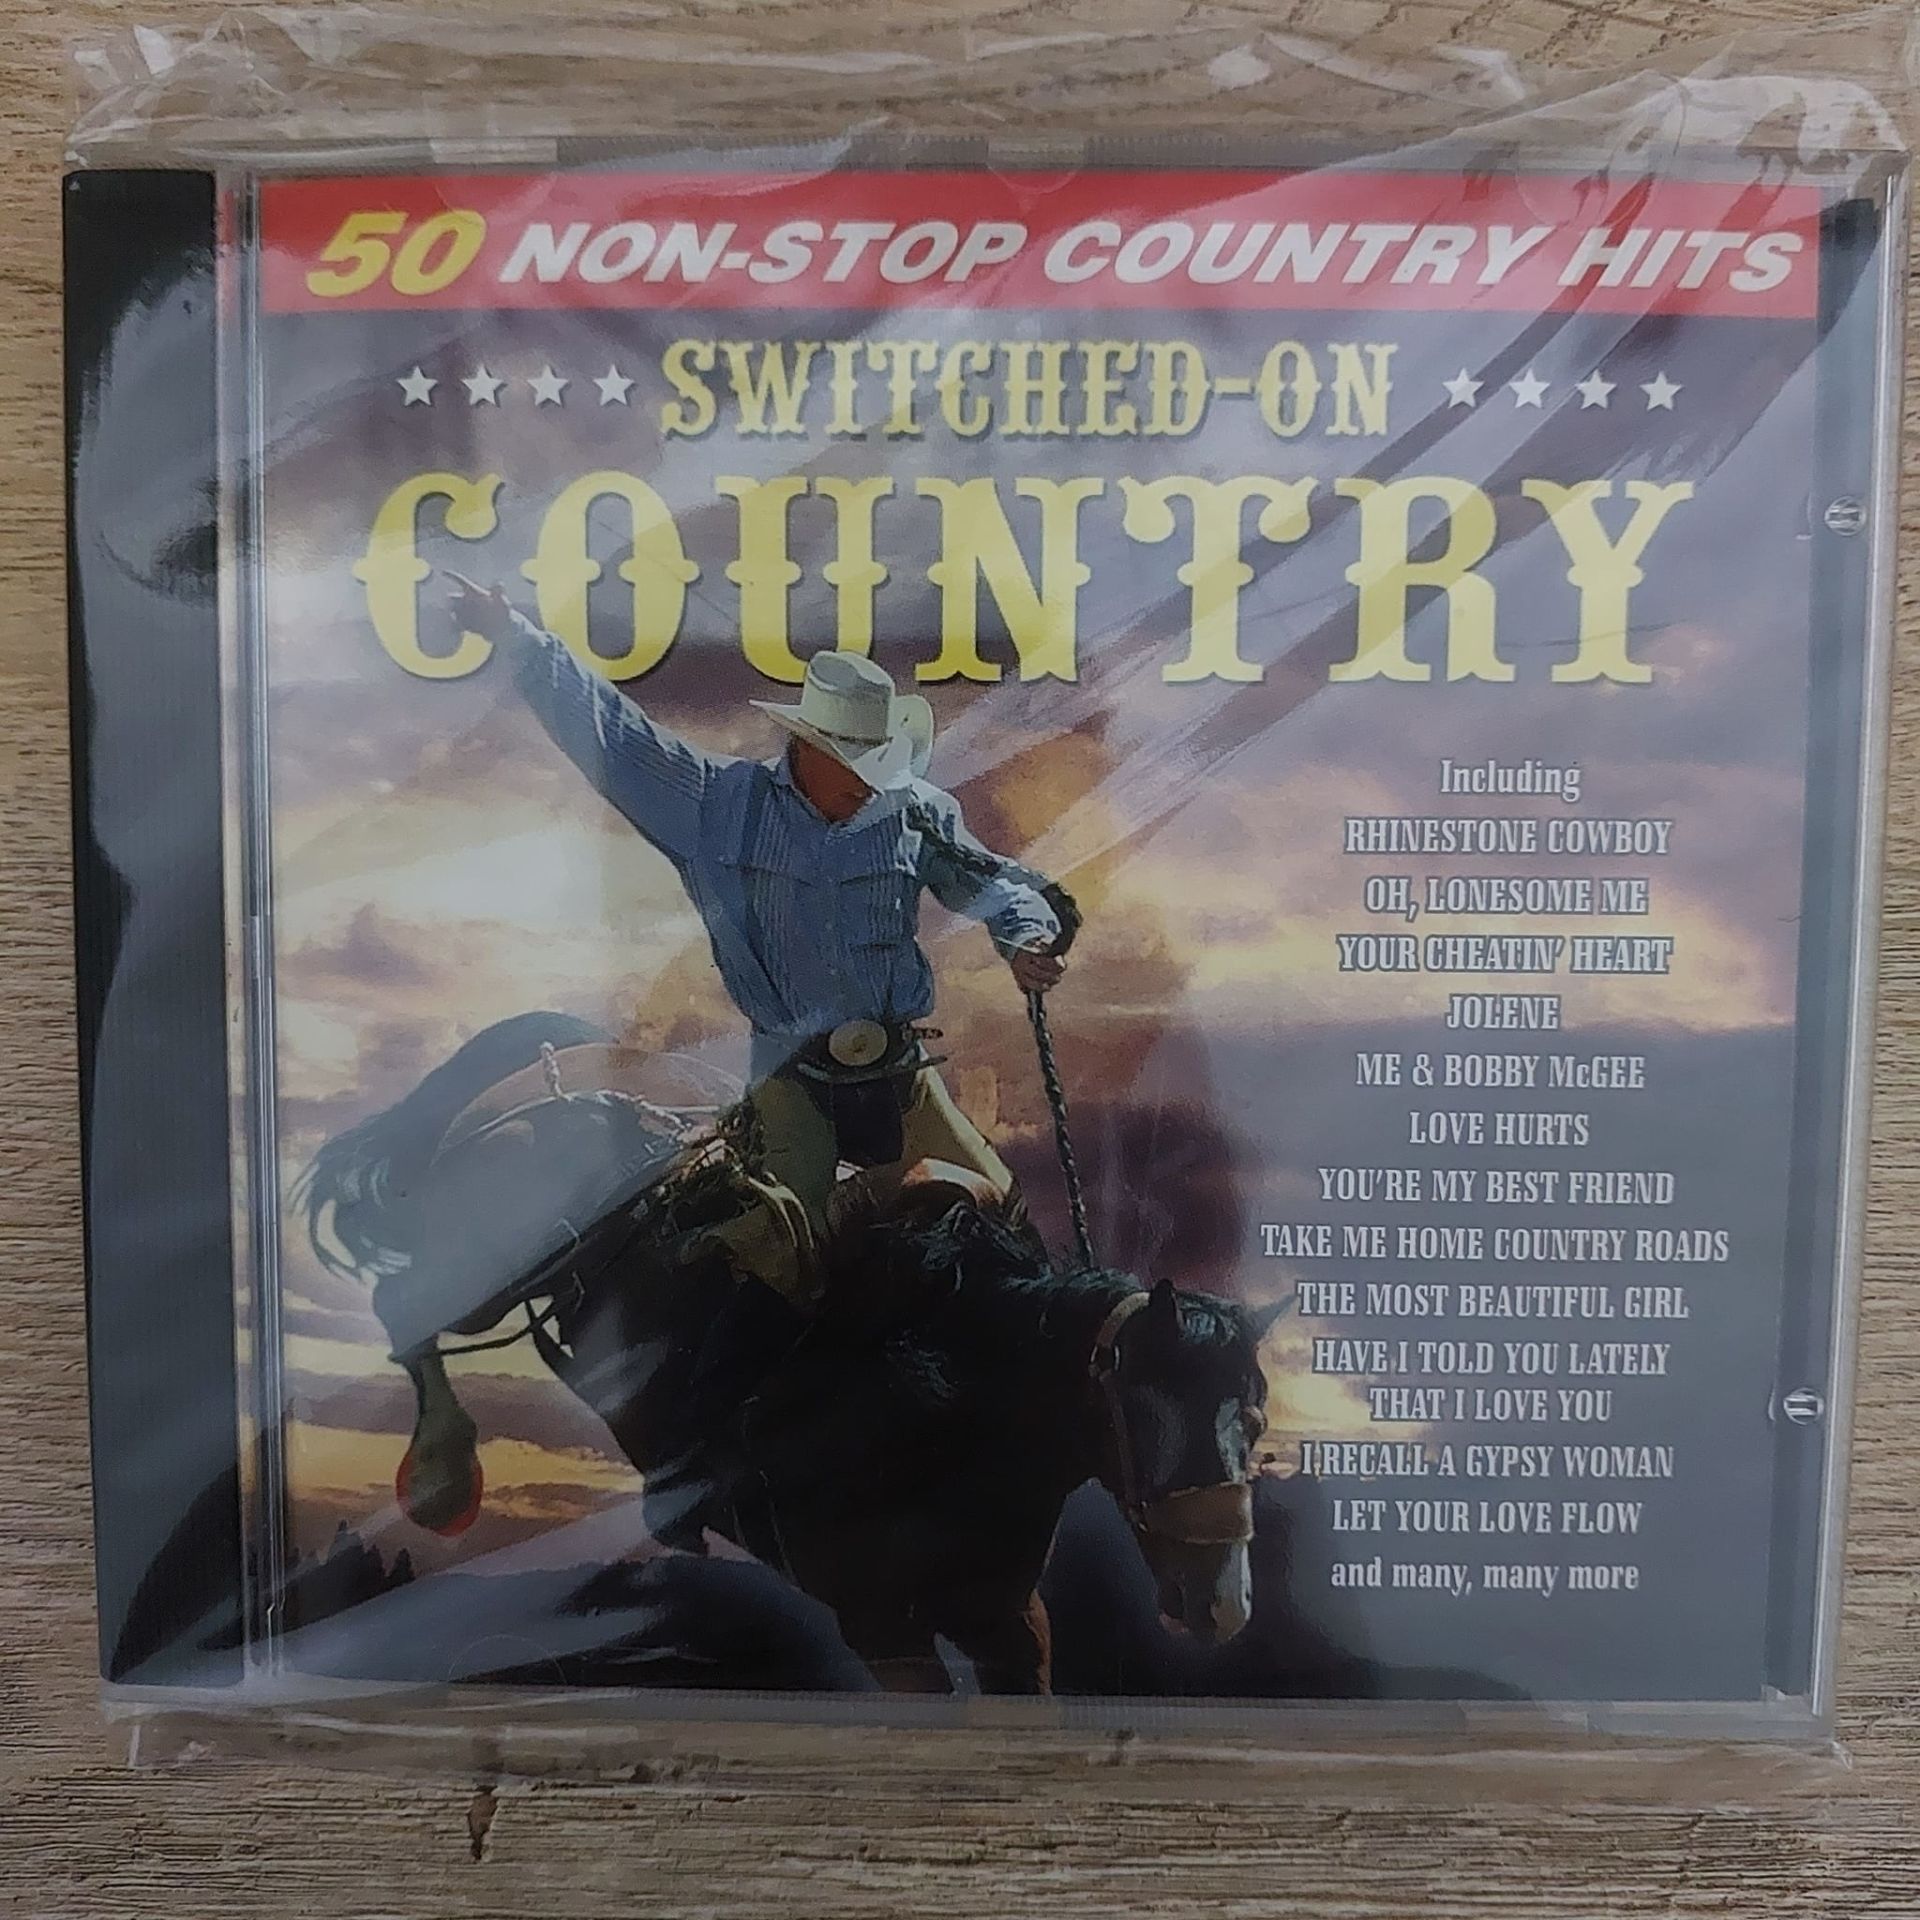 50 NON-STOP COUNTRY HITS
SWITCHED-ON
COUNTRY
Including
RHINESTONE COWBOY
OH, LONESOME ME
YOUR CHEATIN' HEART
JOLENE
ME & BOBBY McGEE
LOVE HURTS
YOU'RE MY BEST FRIEND
TAKE ME HOME COUNTRY ROADS
THE MOST BEAUTIFUL GIRL
HAVE I TOLD YOU LATELY
THAT I LOVE YOU
I RECALL A GYPSY WOMAN
LET YOUR LOVE FLOW
and many, many more